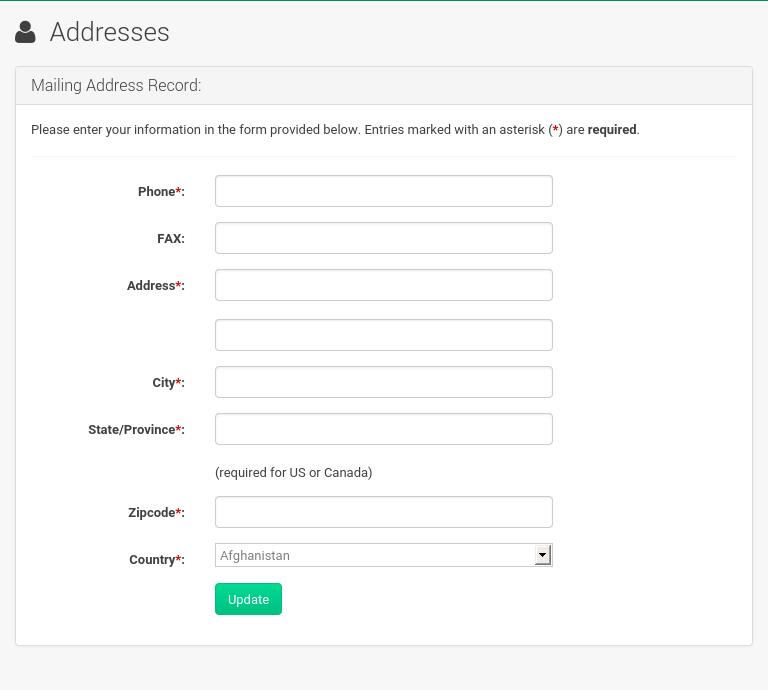 Addresses
Mailing Address Record:
Please enter your information in the form provided below. Entries marked with an asterisk (*) are required.
Phone*:
FAX:
Address*:
City*:
State/Province*:
(required for US or Canada)
Zipcode*:
Country*: Afghanistan
Update